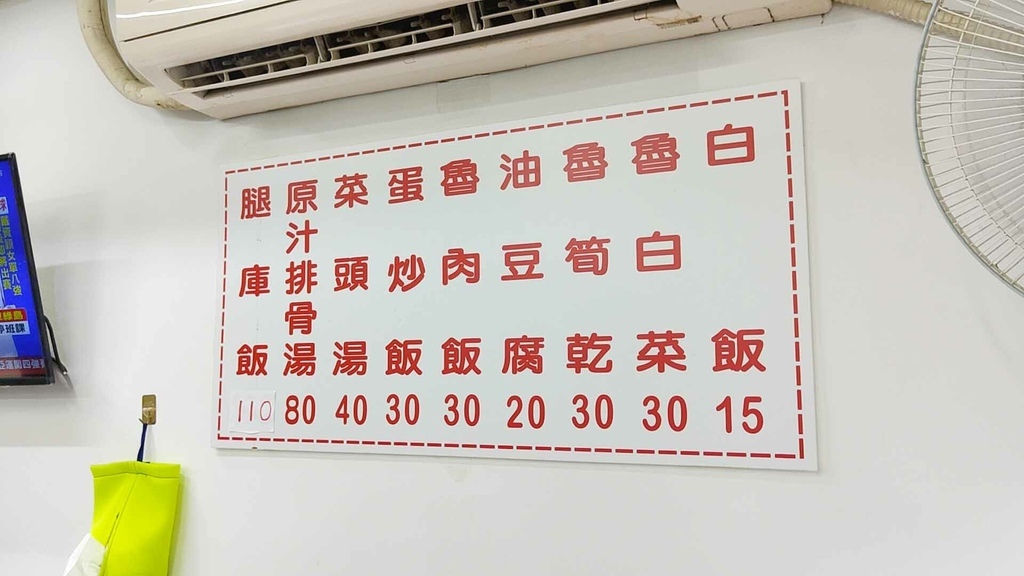 白飯 15
魯白菜 30
魯筍乾 30
油豆腐 20
魯肉飯 30
蛋炒飯 30
菜頭湯 40
原汁排骨湯 80
腿庫飯 110